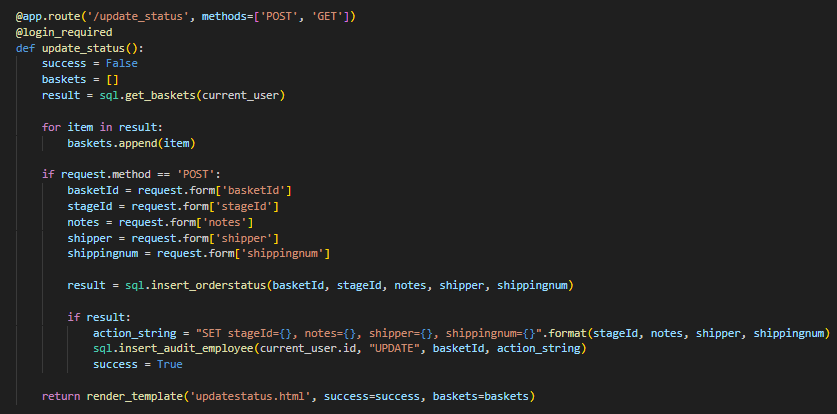 @app.route('/update_status', methods=['POST', 'GET'])
@login_required
def update_status():
    success = False
    baskets = []
    result = sql.get_baskets(current_user)

    for item in result:
        baskets.append(item)

    if request.method == 'POST':
        basketId = request.form['basketId']
        stageId = request.form['stageId']
        notes = request.form['notes']
        shipper = request.form['shipper']
        shippingnum = request.form['shippingnum']

        result = sql.insert_orderstatus(basketId, stageId, notes, shipper, shippingnum)

        if result:
            action_string = "SET stageId={}, notes={}, shipper={}, shippingnum={}".format(stageId, notes, shipper, shippingnum)
            sql.insert_audit_employee(current_user.id, "UPDATE", basketId, action_string)
            success = True

    return render_template('updatestatus.html', success=success, baskets=baskets)